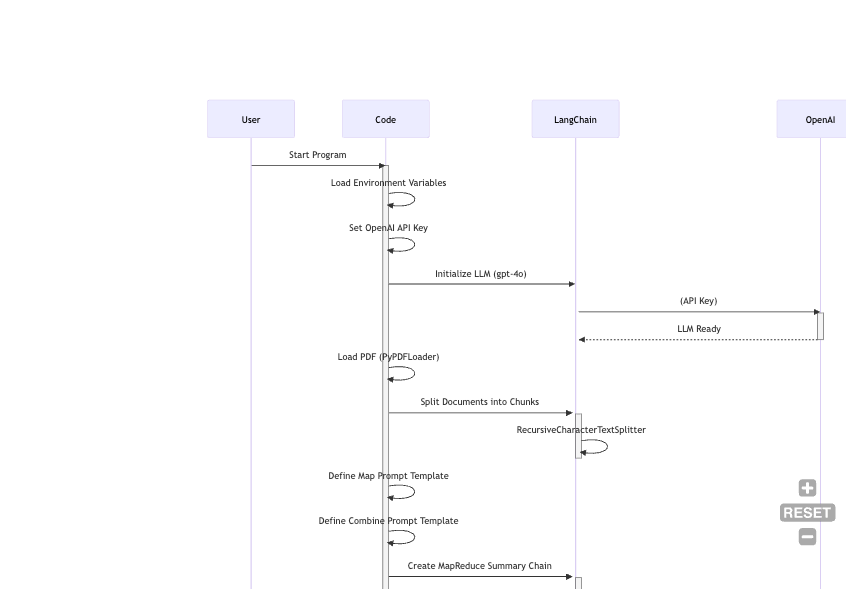 User
Code
LangChain
OpenAI
Start Program
Load Environment Variables
Set OpenAI API Key
Initialize LLM (gpt-4o)
(API Key)
LLM Ready
Load PDF (PyPDFLoader)
Split Documents into Chunks
RecursiveCharacterTextSplitter
Define Map Prompt Template
Define Combine Prompt Template
Create MapReduce Summary Chain
+
RESET
−